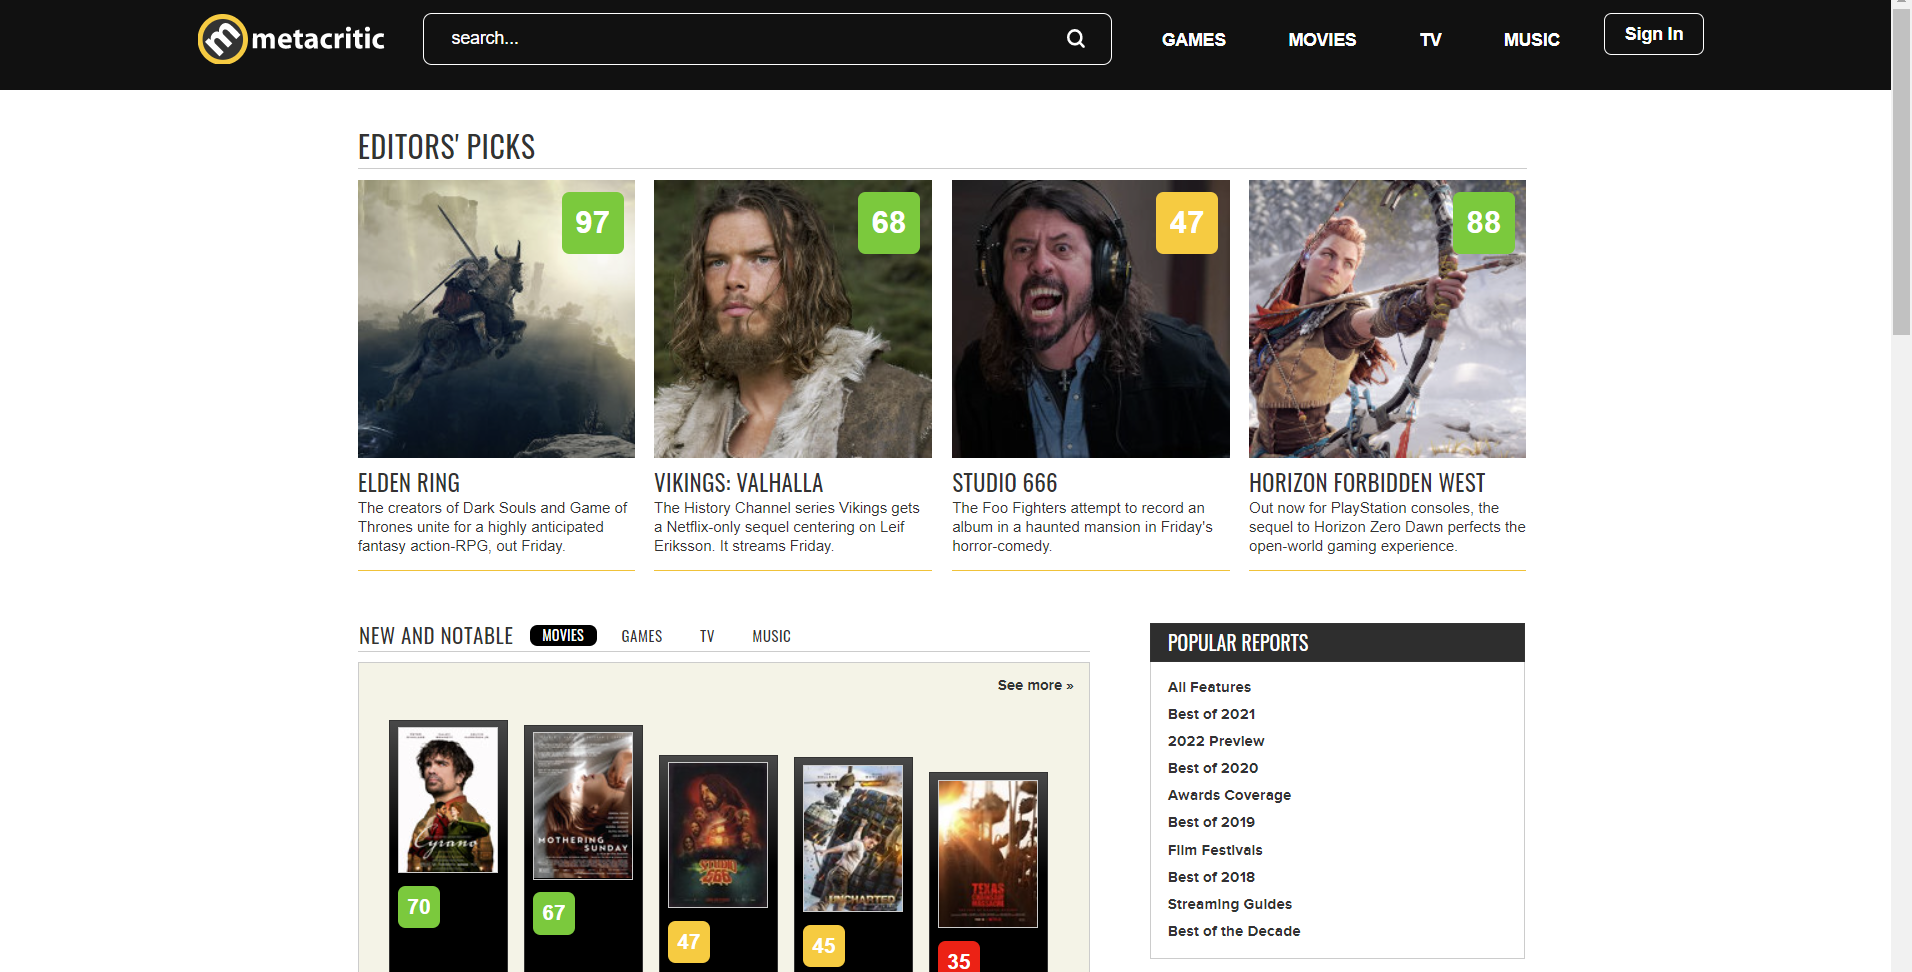 metacritic
search...
GAMES
MOVIES
TV
MUSIC
Sign In
EDITORS' PICKS
97
68
47
88
ELDEN RING
The creators of Dark Souls and Game of
Thrones unite for a highly anticipated
fantasy action-RPG, out Friday.
VIKINGS: VALHALLA
The History Channel series Vikings gets
a Netflix-only sequel centering on Leif
Eriksson. It streams Friday.
STUDIO 666
The Foo Fighters attempt to record an
album in a haunted mansion in Friday's
horror-comedy.
HORIZON FORBIDDEN WEST
Out now for PlayStation consoles, the
sequel to Horizon Zero Dawn perfects the
open-world gaming experience.
NEW AND NOTABLE
MOVIES
GAMES
TV
MUSIC
See more »
Cyrano
70
MOTHERING
SUNDAY
67
STUDIO
666
47
UNCHARTED
45
TEXAS
CHAINSAW
MASSACRE
35
POPULAR REPORTS
All Features
Best of 2021
2022 Preview
Best of 2020
Awards Coverage
Best of 2019
Film Festivals
Best of 2018
Streaming Guides
Best of the Decade